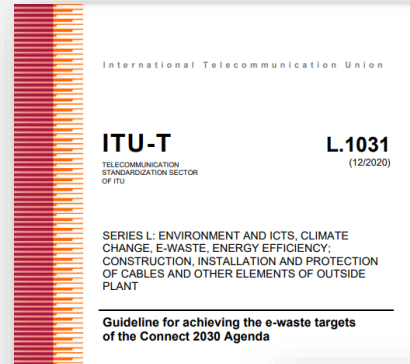 International Telecommunication Union
ITU-T
L.1031
TELECOMMUNICATION
(12/2020)
STANDARDIZATION SECTOR
OF ITU
SERIES L: ENVIRONMENT AND ICTS, CLIMATE
CHANGE, E-WASTE, ENERGY EFFICIENCY;
CONSTRUCTION, INSTALLATION AND PROTECTION
OF CABLES AND OTHER ELEMENTS OF OUTSIDE
PLANT
Guideline for achieving the e-waste targets
of the Connect 2030 Agenda